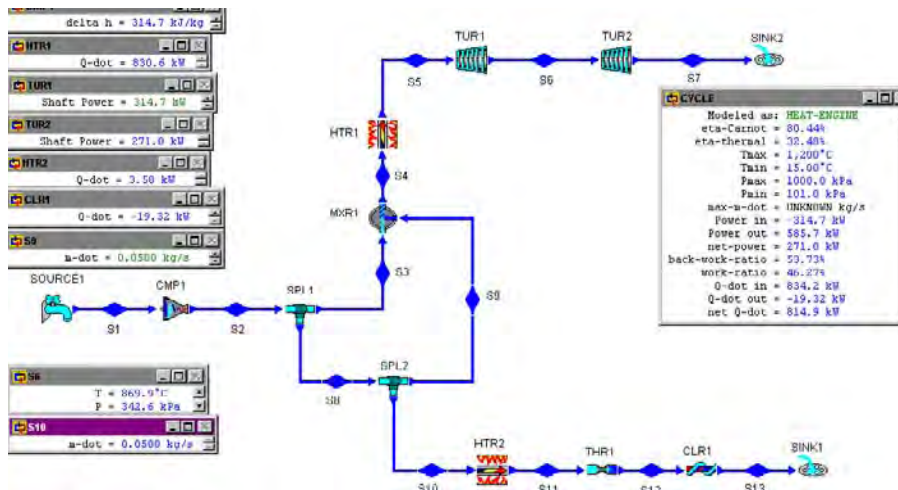 delta h = 314.7 kJ/kg
HTR1
Q-dot = 830.6 kW
TUR1
Shaft Power = 314.7 kW
TUR2
Shaft Power = 271.0 kW
HTR2
Q-dot = 3.58 kW
CLR1
Q-dot = -19.32 kW
S9
m-dot = 0.0500 kg/s
TUR1
TUR2
SINK2
S5
S6
S7
HTR1
S4
MXR1
S3
S9
CYCLE
Modeled as: HEAT-ENGINE
eta-Carnot = 80.44%
eta-thermal = 32.48%
Tmax = 1,200°C
Tmin = 15.00°C
Pmax = 1000.0 kPa
Pmin = 101.0 kPa
max-m-dot = UNKNOWN kg/s
Power in = -314.7 kW
Power out = 585.7 kW
net-power = 271.0 kW
back-work-ratio = 53.73%
work-ratio = 46.27%
Q-dot in = 834.2 kW
Q-dot out = -19.32 kW
net Q-dot = 814.9 kW
SOURCE1
CMP1
SPL1
S1
S2
SPL2
S8
S6
T = 869.9°C
P = 342.6 kPa
S10
m-dot = 0.0500 kg/s
HTR2
THR1
CLR1
SINK1
S10
S11
S12
S13